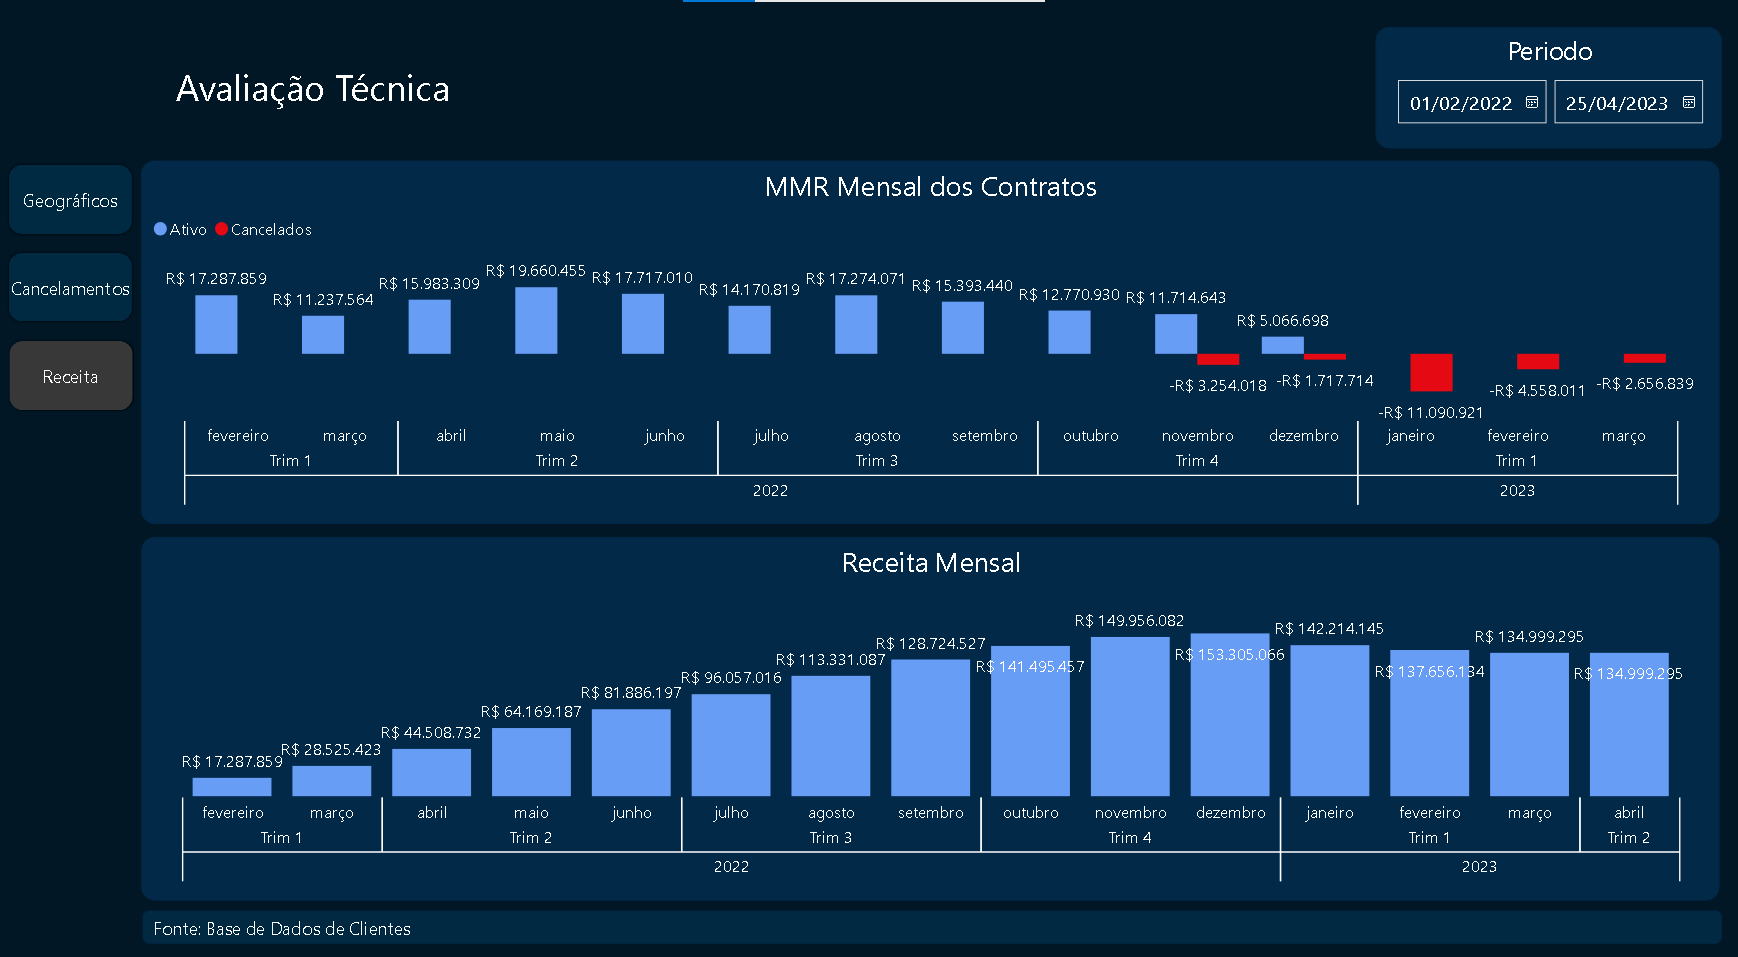 Avaliação Técnica
Periodo
01/02/2022 25/04/2023
Geográficos
Cancelamentos
Receita
MMR Mensal dos Contratos
Ativo Cancelados
R$ 17.287.859 R$ 11.237.564 R$ 15.983.309 R$ 19.660.455 R$ 17.717.010 R$ 14.170.819 R$ 17.274.071 R$ 15.393.440 R$ 12.770.930 R$ 11.714.643 R$ 5.066.698
-R$ 3.254.018 -R$ 1.717.714 -R$ 11.090.921 -R$ 4.558.011 -R$ 2.656.839
fevereiro março abril maio junho julho agosto setembro outubro novembro dezembro janeiro fevereiro março
Trim 1 Trim 2 Trim 3 Trim 4 Trim 1
2022 2023
Receita Mensal
R$ 17.287.859 R$ 28.525.423 R$ 44.508.732 R$ 64.169.187 R$ 81.886.197 R$ 96.057.016 R$ 113.331.087 R$ 128.724.527 R$ 141.495.457 R$ 149.956.082 R$ 153.305.066 R$ 142.214.145 R$ 137.656.134 R$ 134.999.295 R$ 134.999.295
fevereiro março abril maio junho julho agosto setembro outubro novembro dezembro janeiro fevereiro março abril
Trim 1 Trim 2 Trim 3 Trim 4 Trim 1 Trim 2
2022 2023
Fonte: Base de Dados de Clientes